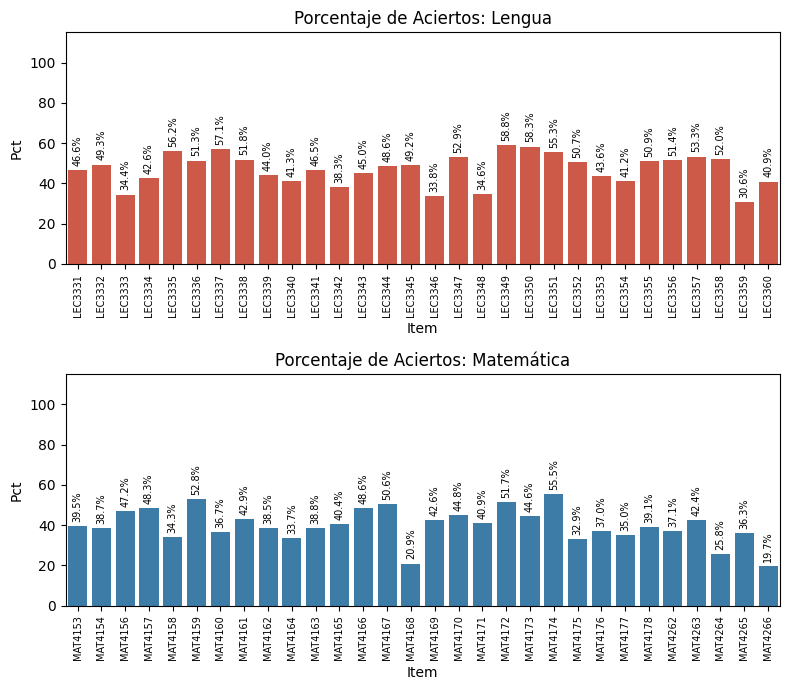 Porcentaje de Aciertos: Lengua
Pct
100
80
60
40
20
0
46.6% 49.3% 34.4% 42.6% 56.2% 51.3% 57.1% 51.8% 44.0% 41.3% 46.5% 38.3% 45.0% 48.6% 49.2% 33.8% 52.9% 34.6% 58.8% 58.3% 55.3% 50.7% 43.6% 41.2% 50.9% 51.4% 53.3% 52.0% 30.6% 40.9%
LEC3331 LEC3332 LEC3333 LEC3334 LEC3335 LEC3336 LEC3337 LEC3338 LEC3339 LEC3340 LEC3341 LEC3342 LEC3343 LEC3344 LEC3345 LEC3346 LEC3347 LEC3348 LEC3349 LEC3350 LEC3351 LEC3352 LEC3353 LEC3354 LEC3355 LEC3356 LEC3357 LEC3358 LEC3359 LEC3360
Item
Porcentaje de Aciertos: Matemática
Pct
100
80
60
40
20
0
39.5% 38.7% 47.2% 48.3% 34.3% 52.8% 36.7% 42.9% 38.5% 33.7% 38.8% 40.4% 48.6% 50.6% 20.9% 42.6% 44.8% 40.9% 51.7% 44.6% 55.5% 32.9% 37.0% 35.0% 39.1% 37.1% 42.4% 25.8% 36.3% 19.7%
MAT4153 MAT4154 MAT4156 MAT4157 MAT4158 MAT4159 MAT4160 MAT4161 MAT4162 MAT4164 MAT4163 MAT4165 MAT4166 MAT4167 MAT4168 MAT4169 MAT4170 MAT4171 MAT4172 MAT4173 MAT4174 MAT4175 MAT4176 MAT4177 MAT4178 MAT4262 MAT4263 MAT4264 MAT4265 MAT4266
Item